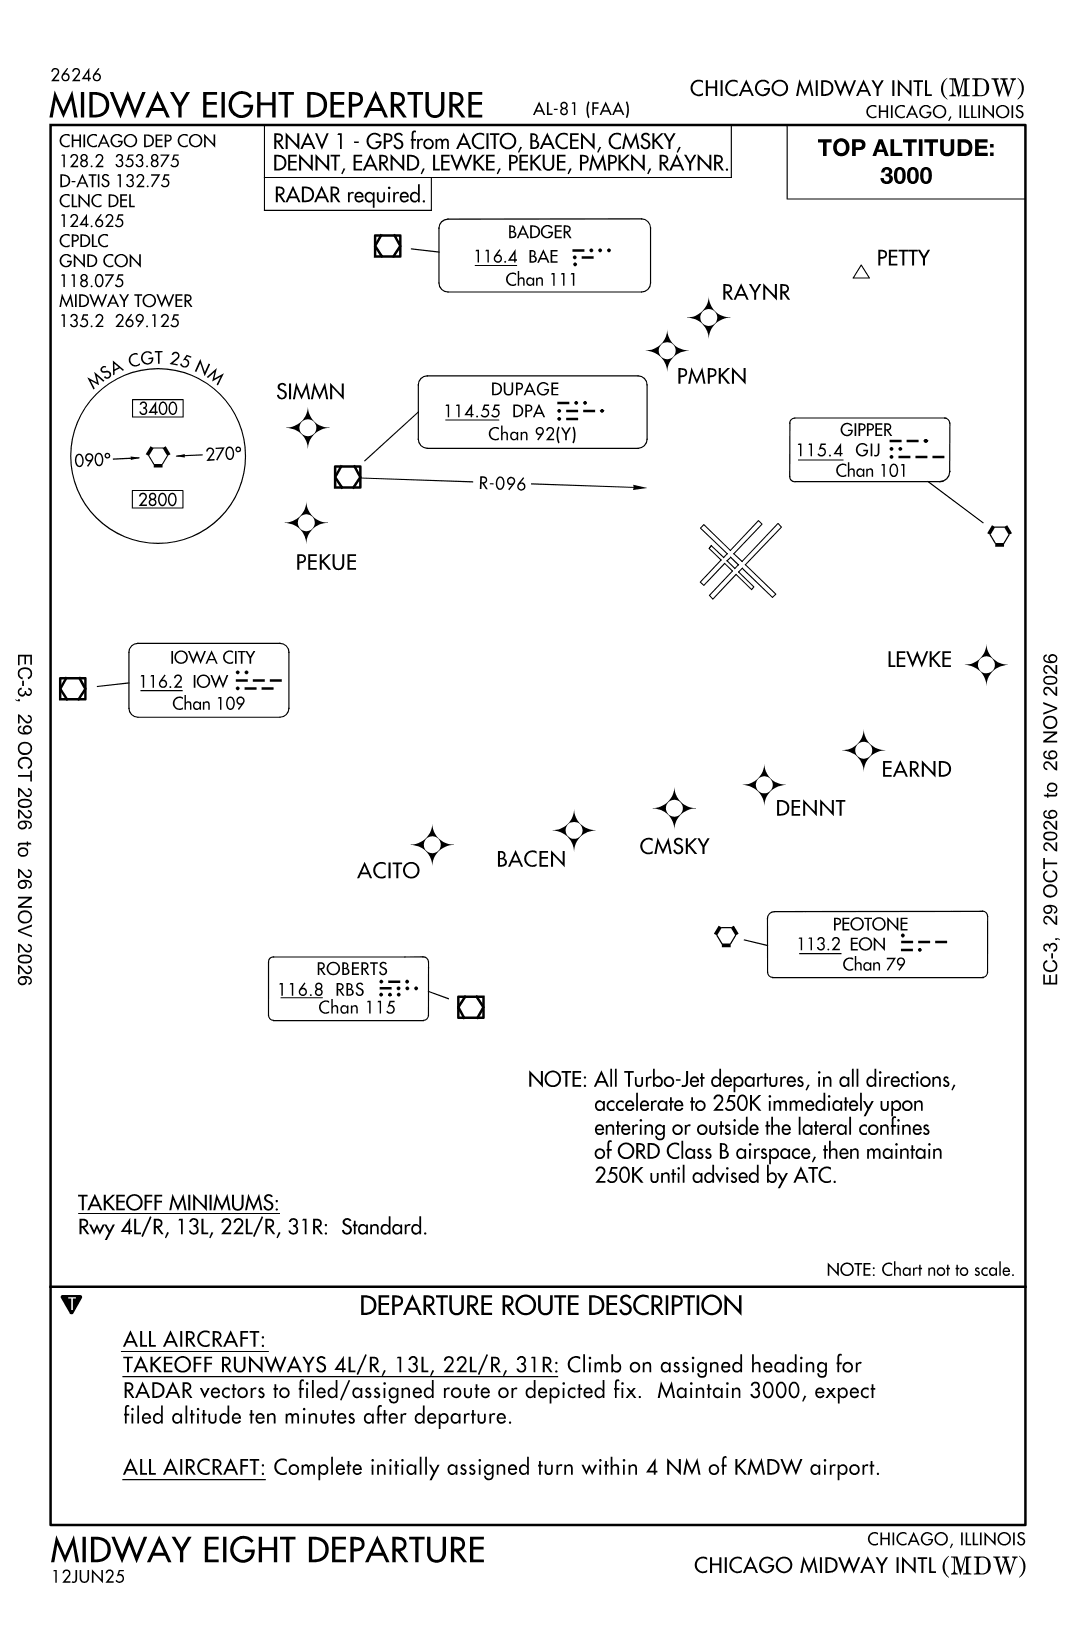 26246
MIDWAY EIGHT DEPARTURE
AL-81 (FAA)
CHICAGO MIDWAY INTL (MDW)
CHICAGO, ILLINOIS
CHICAGO DEP CON
128.2 353.875
D-ATIS 132.75
CLNC DEL
124.625
CPDLC
GND CON
118.075
MIDWAY TOWER
135.2 269.125
RNAV 1 - GPS from ACITO, BACEN, CMSKY,
DENNT, EARND, LEWKE, PEKUE, PMPKN, RAYNR.
RADAR required.
TOP ALTITUDE:
3000
BADGER
116.4 BAE
Chan 111
PETTY
RAYNR
PMPKN
MSA CGT 25 NM
3400
090°
270°
2800
SIMMN
DUPAGE
114.55 DPA
Chan 92(Y)
R-096
GIPPER
115.4 GIJ
Chan 101
PEKUE
IOWA CITY
116.2 IOW
Chan 109
LEWKE
EARND
DENNT
CMSKY
BACEN
ACITO
PEOTONE
113.2 EON
Chan 79
ROBERTS
116.8 RBS
Chan 115
NOTE: All Turbo-Jet departures, in all directions,
accelerate to 250K immediately upon
entering or outside the lateral confines
of ORD Class B airspace, then maintain
250K until advised by ATC.
TAKEOFF MINIMUMS:
Rwy 4L/R, 13L, 22L/R, 31R: Standard.
NOTE: Chart not to scale.
T
DEPARTURE ROUTE DESCRIPTION
ALL AIRCRAFT:
TAKEOFF RUNWAYS 4L/R, 13L, 22L/R, 31R: Climb on assigned heading for
RADAR vectors to filed/assigned route or depicted fix. Maintain 3000, expect
filed altitude ten minutes after departure.
ALL AIRCRAFT: Complete initially assigned turn within 4 NM of KMDW airport.
MIDWAY EIGHT DEPARTURE
12JUN25
CHICAGO, ILLINOIS
CHICAGO MIDWAY INTL (MDW)
EC-3, 29 OCT 2026 to 26 NOV 2026
EC-3, 29 OCT 2026 to 26 NOV 2026